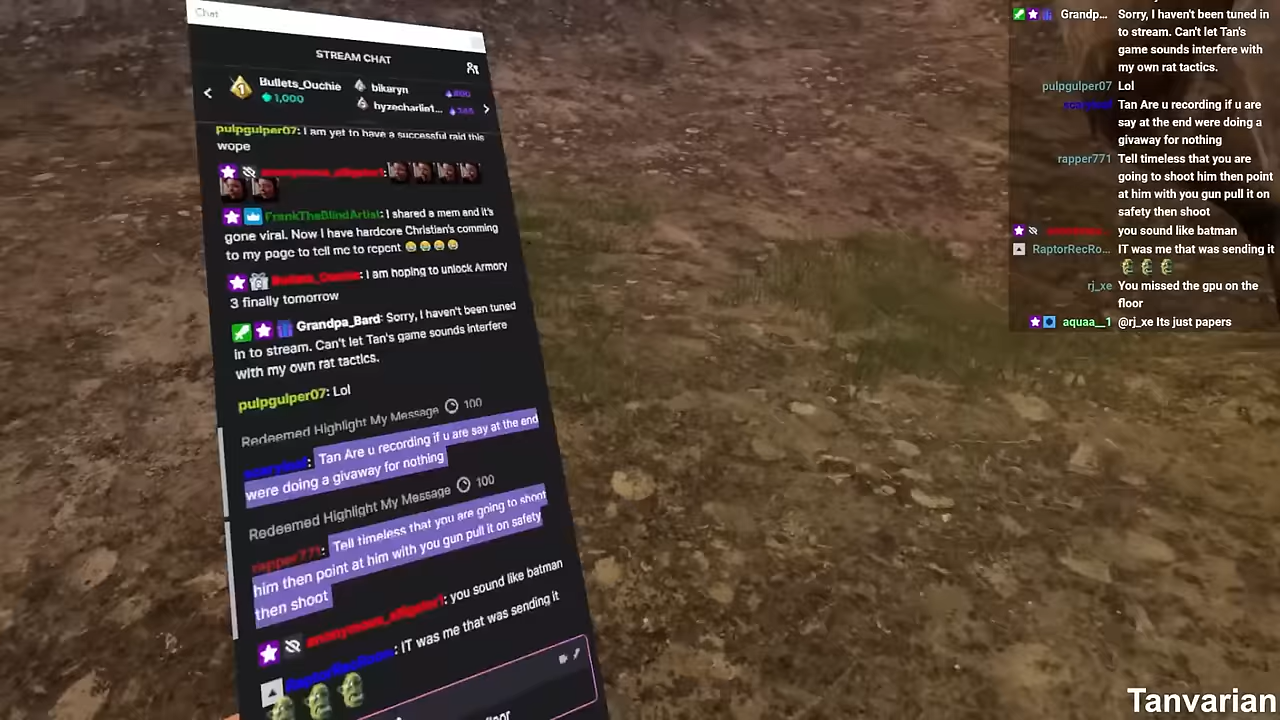 Chat
STREAM CHAT
1
Bullets_Ouchie
1,000
bikaryn
hyzecharlie1...
pulpgulper07: I am yet to have a successful raid this
wope
FrankTheBlindArtist: I shared a mem and it's
gone viral. Now I have hardcore Christian's comming
to my page to tell me to repent
: I am hoping to unlock Armory
3 finally tomorrow
Grandpa_Bard: Sorry, I haven't been tuned
in to stream. Can't let Tan's game sounds interfere
with my own rat tactics.
pulpgulper07: Lol
Redeemed Highlight My Message 100
: Tan Are u recording if u are say at the end
were doing a givaway for nothing
Redeemed Highlight My Message 100
rapper771: Tell timeless that you are going to shoot
him then point at him with you gun pull it on safety
then shoot
anonymous_alligator1: you sound like batman
: IT was me that was sending it
Grandp... Sorry, I haven't been tuned in
to stream. Can't let Tan's
game sounds interfere with
my own rat tactics.
pulpgulper07 Lol
Tan Are u recording if u are
say at the end were doing a
givaway for nothing
rapper771 Tell timeless that you are
going to shoot him then point
at him with you gun pull it on
safety then shoot
you sound like batman
RaptorRecRo... IT was me that was sending it
rj_xe You missed the gpu on the
floor
aquaa__1 @rj_xe Its just papers
Tanvarian